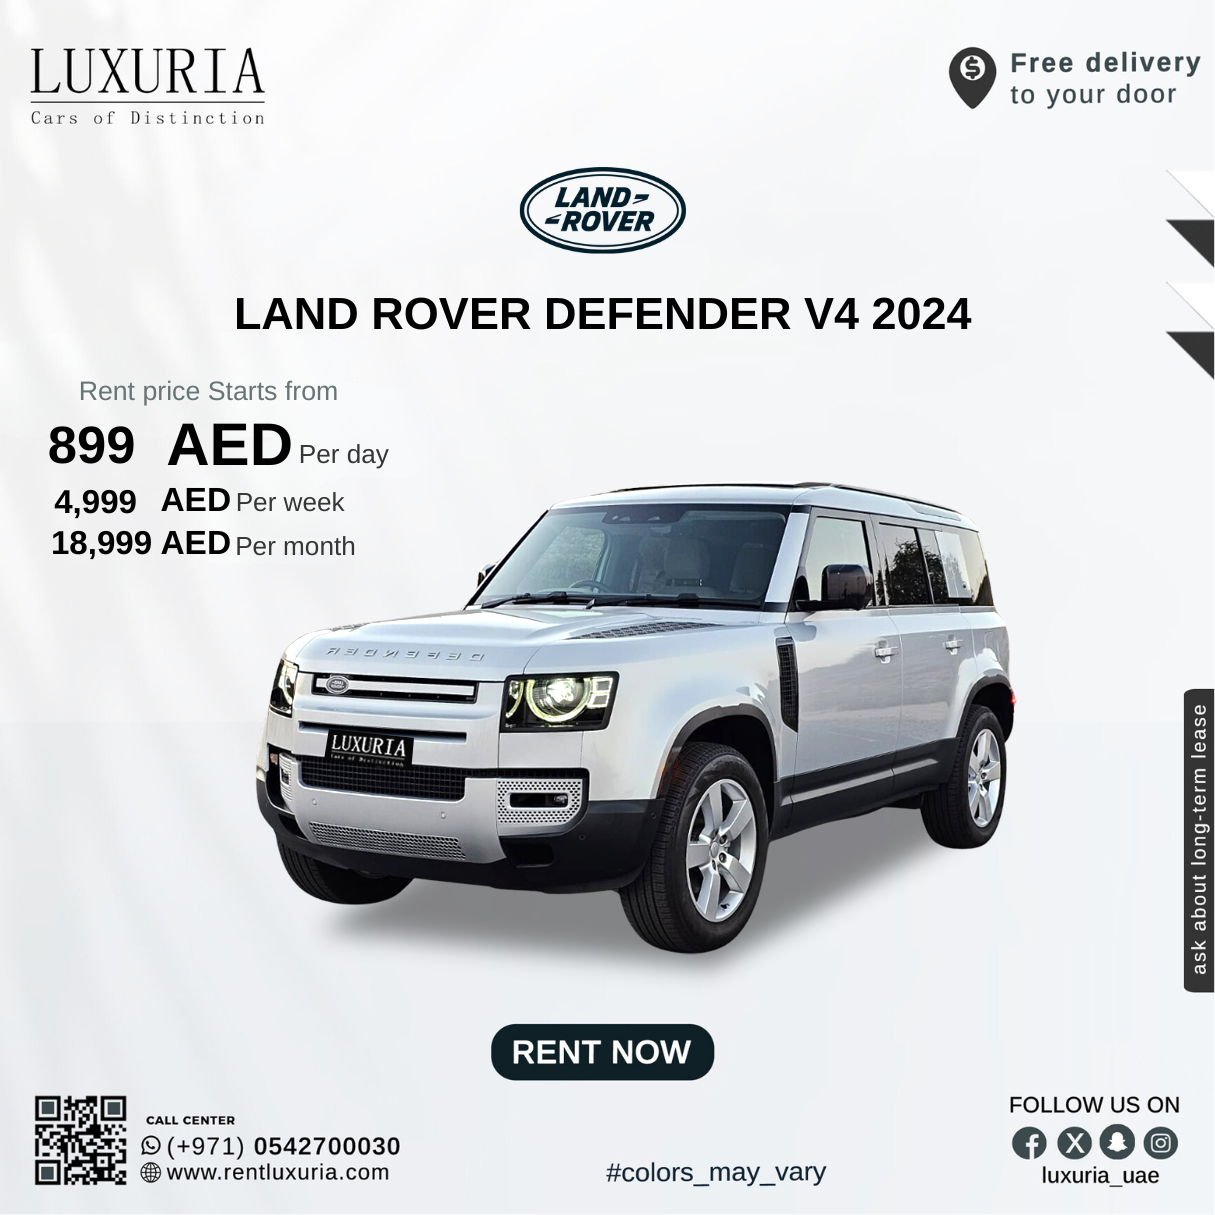 LUXURIA
Cars of Distinction
Free delivery
to your door
LAND
ROVER
LAND ROVER DEFENDER V4 2024
Rent price Starts from
899 AED Per day
4,999 AED Per week
18,999 AED Per month
DEFENDER
LUXURIA
Cars of Distinction
ask about long-term lease
RENT NOW
CALL CENTER
(+971) 0542700030
www.rentluxuria.com
#colors_may_vary
FOLLOW US ON
luxuria_uae